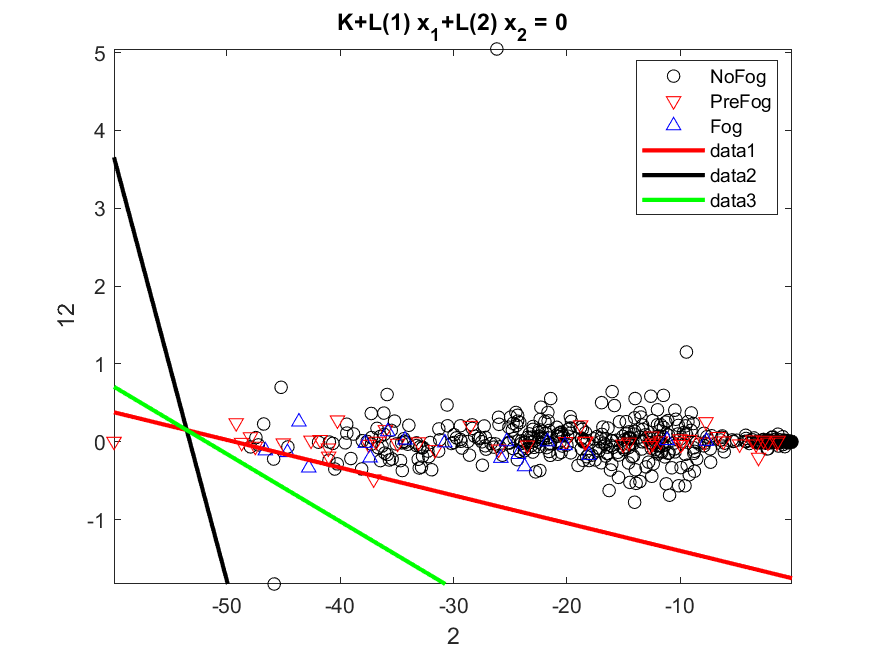 K+L(1) x1+L(2) x2 = 0
5
4
3
2
1
0
-1
12
-50
-40
-30
-20
-10
2
NoFog
PreFog
Fog
data1
data2
data3